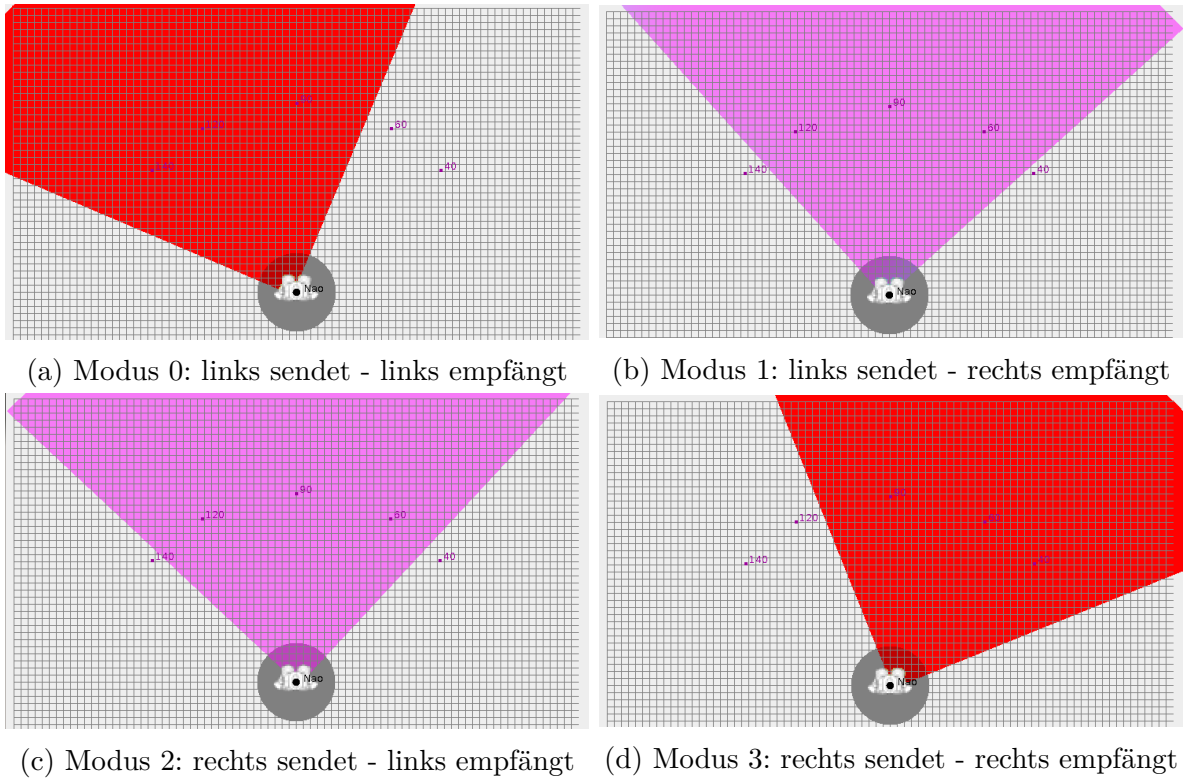 90
120
60
140
40
Nao
(a) Modus 0: links sendet - links empfängt
90
120
60
140
40
Nao
(b) Modus 1: links sendet - rechts empfängt
90
120
60
140
40
Nao
(c) Modus 2: rechts sendet - links empfängt
90
120
60
140
40
Nao
(d) Modus 3: rechts sendet - rechts empfängt